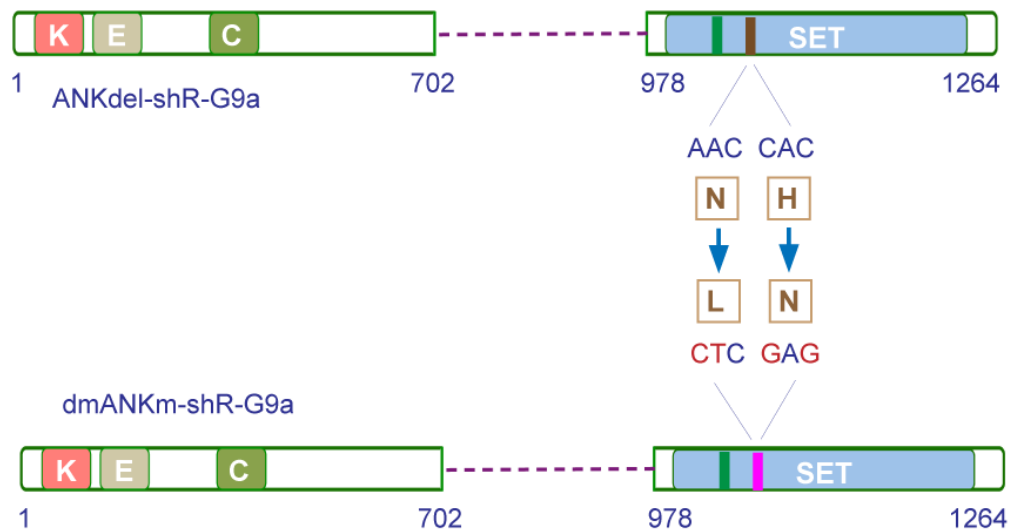 K E C SET
1 702 978 1264
ANKdel-shR-G9a
AAC CAC
N H
L N
CTC GAG
dmANKm-shR-G9a
K E C SET
1 702 978 1264